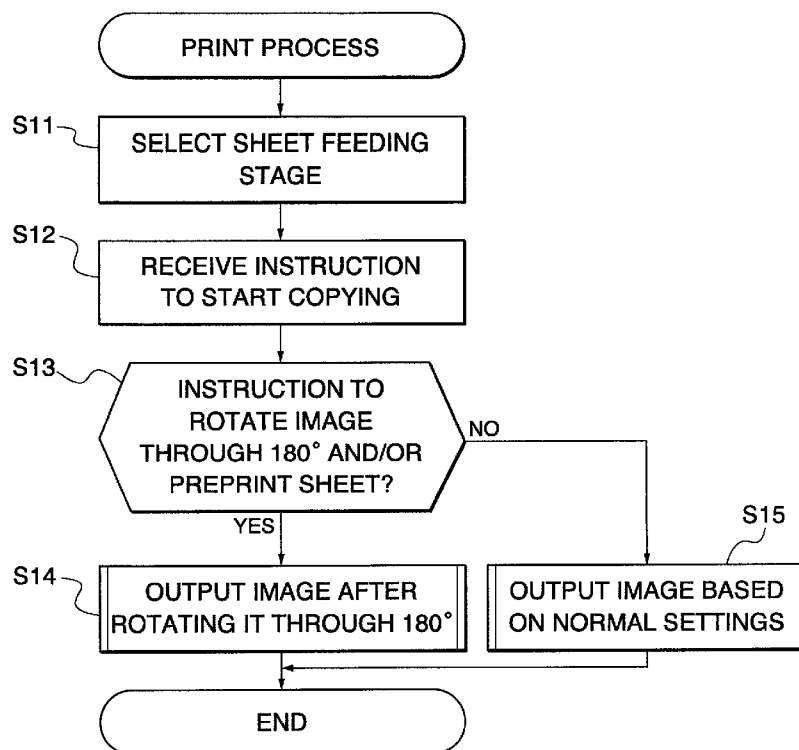 PRINT PROCESS
S11
SELECT SHEET FEEDING
STAGE
S12
RECEIVE INSTRUCTION
TO START COPYING
S13
INSTRUCTION TO
ROTATE IMAGE
THROUGH 180° AND/OR
PREPRINT SHEET?
NO
YES
S14
OUTPUT IMAGE AFTER
ROTATING IT THROUGH 180°
S15
OUTPUT IMAGE BASED
ON NORMAL SETTINGS
END